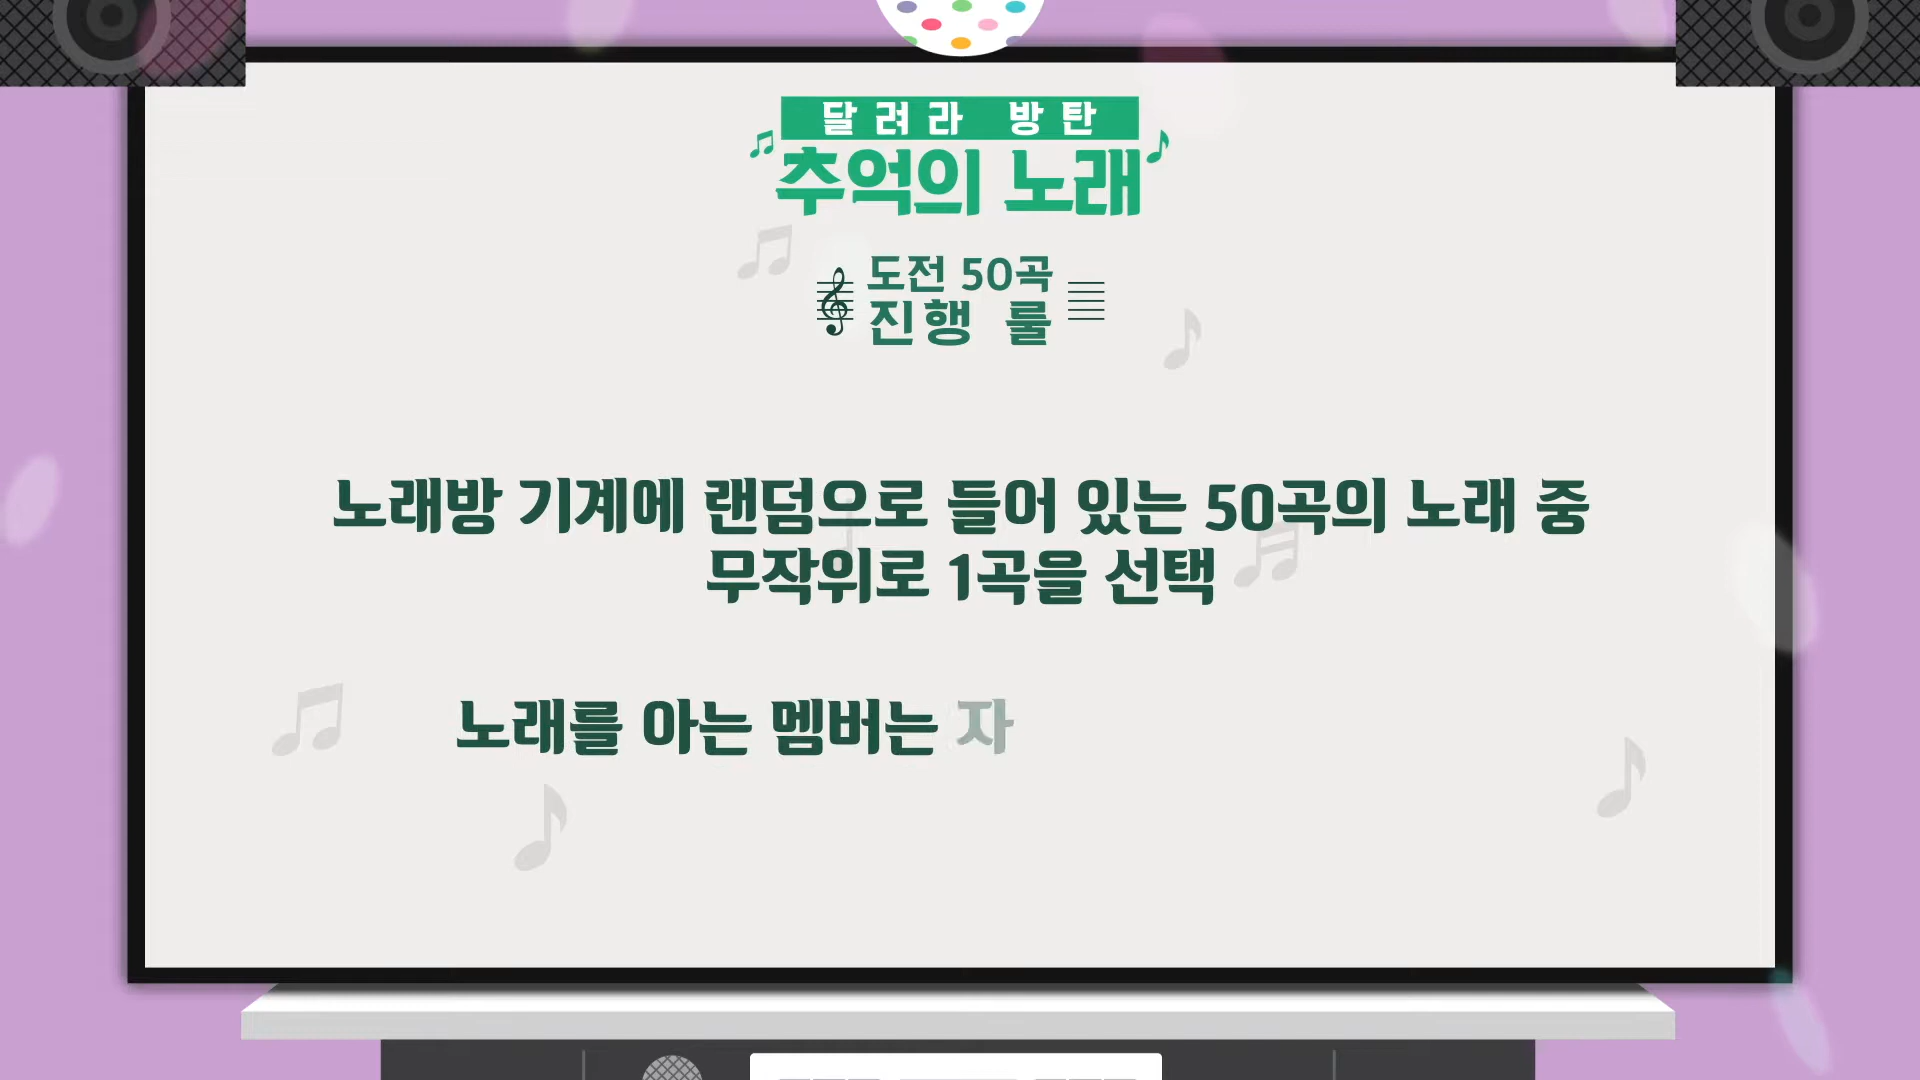 달려라 방탄
추억의 노래
도전 50곡
진행 룰
노래방 기계에 랜덤으로 들어 있는 50곡의 노래 중
무작위로 1곡을 선택
노래를 아는 멤버는 자